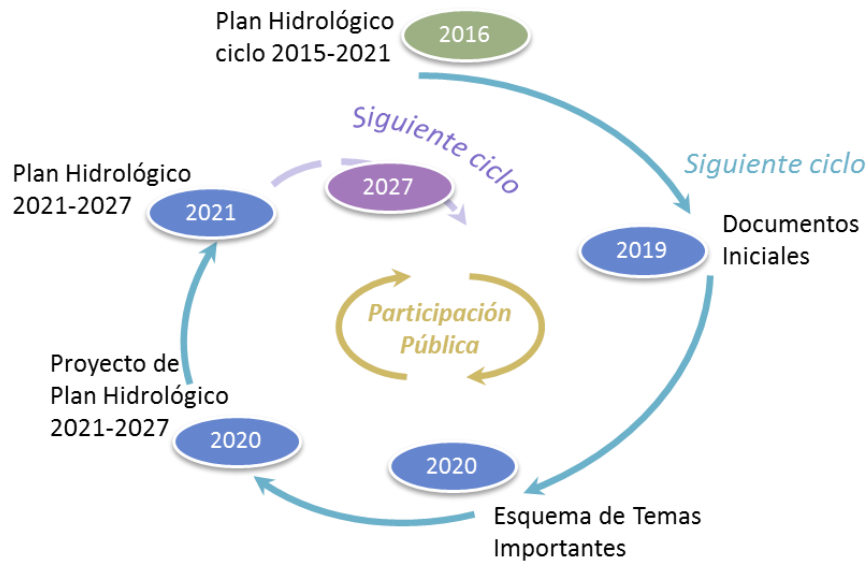 Plan Hidrológico
ciclo 2015-2021
2016
Siguiente ciclo
Siguiente ciclo
2027
Plan Hidrológico
2021-2027
2021
2019
Documentos
Iniciales
Participación
Pública
Proyecto de
Plan Hidrológico
2021-2027
2020
2020
Esquema de Temas
Importantes